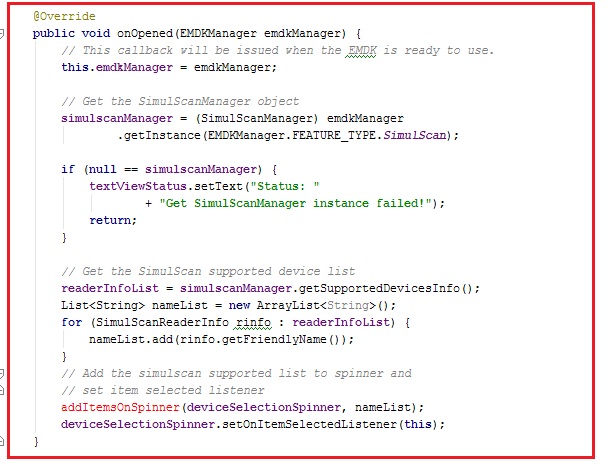 @Override
public void onOpened(EMDKManager emdkManager) {
// This callback will be issued when the EMDK is ready to use.
this.emdkManager = emdkManager;
// Get the SimulScanManager object
simulscanManager = (SimulScanManager) emdkManager
.getInstance(EMDKManager.FEATURE_TYPE.SimulScan);
if (null == simulscanManager) {
textViewStatus.setText("Status: "
+ "Get SimulScanManager instance failed!");
return;
}
// Get the SimulScan supported device list
readerInfoList = simulscanManager.getSupportedDevicesInfo();
List<String> nameList = new ArrayList<String>();
for (SimulScanReaderInfo rinfo : readerInfoList) {
nameList.add(rinfo.getFriendlyName());
}
// Add the simulscan supported list to spinner and
// set item selected listener
addItemsOnSpinner(deviceSelectionSpinner, nameList);
deviceSelectionSpinner.setOnItemSelectedListener(this);
}